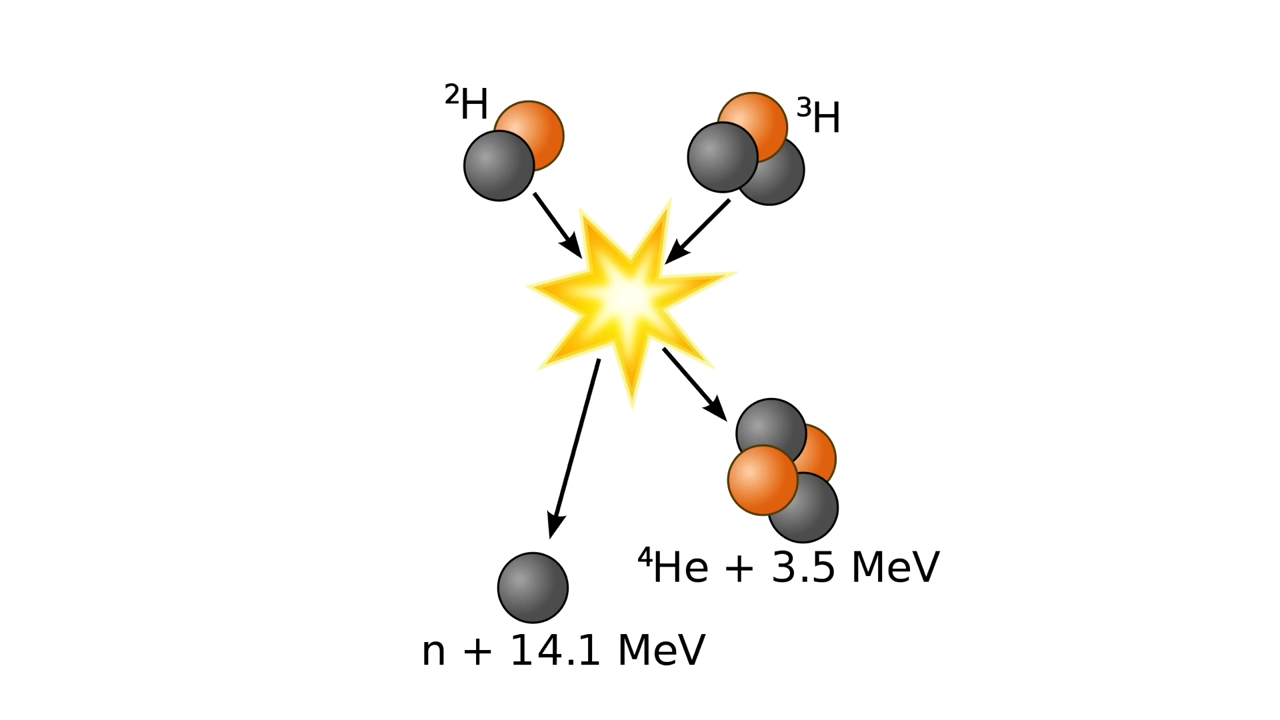 ²H
³H
⁴He + 3.5 MeV
n + 14.1 MeV